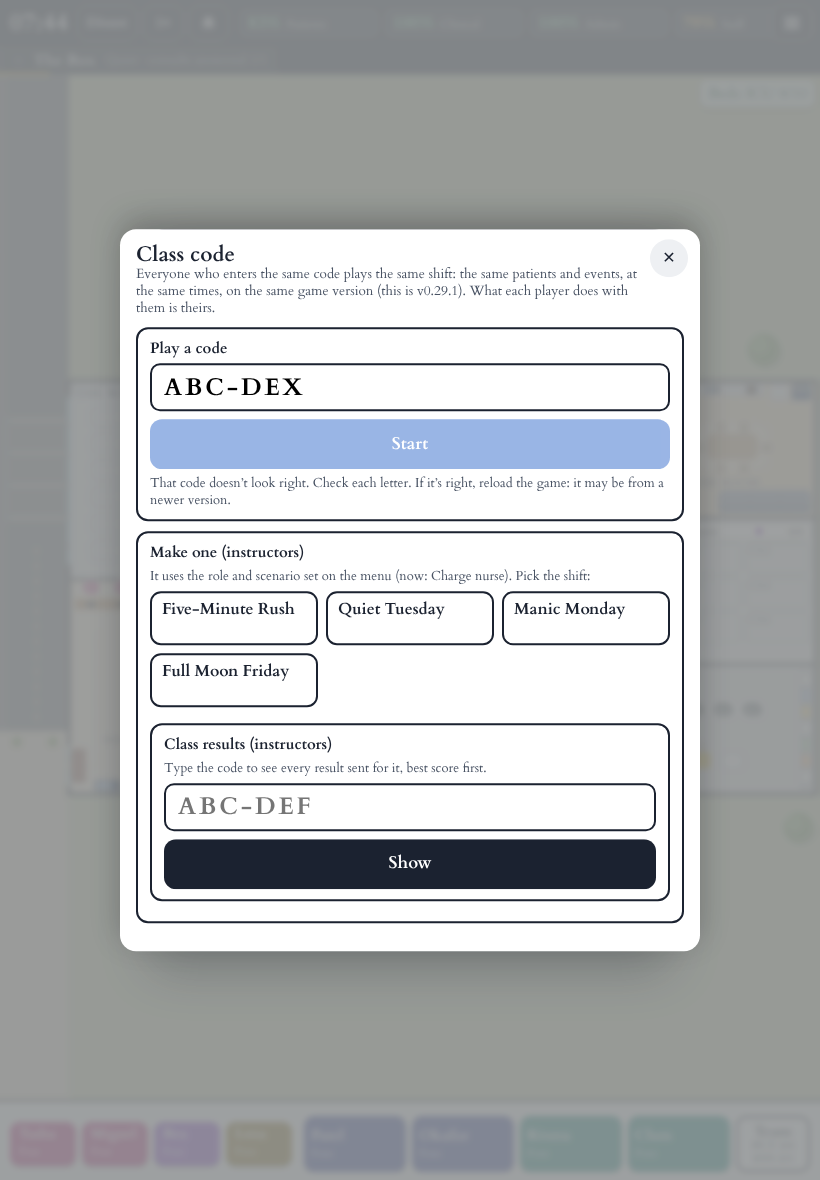 Class code
Everyone who enters the same code plays the same shift: the same patients and events, at
the same times, on the same game version (this is v0.29.1). What each player does with
them is theirs.
×
Play a code
ABC-DEX
Start
That code doesn't look right. Check each letter. If it's right, reload the game: it may be from a
newer version.
Make one (instructors)
It uses the role and scenario set on the menu (now: Charge nurse). Pick the shift:
Five-Minute Rush
Quiet Tuesday
Manic Monday
Full Moon Friday
Class results (instructors)
Type the code to see every result sent for it, best score first.
ABC-DEF
Show